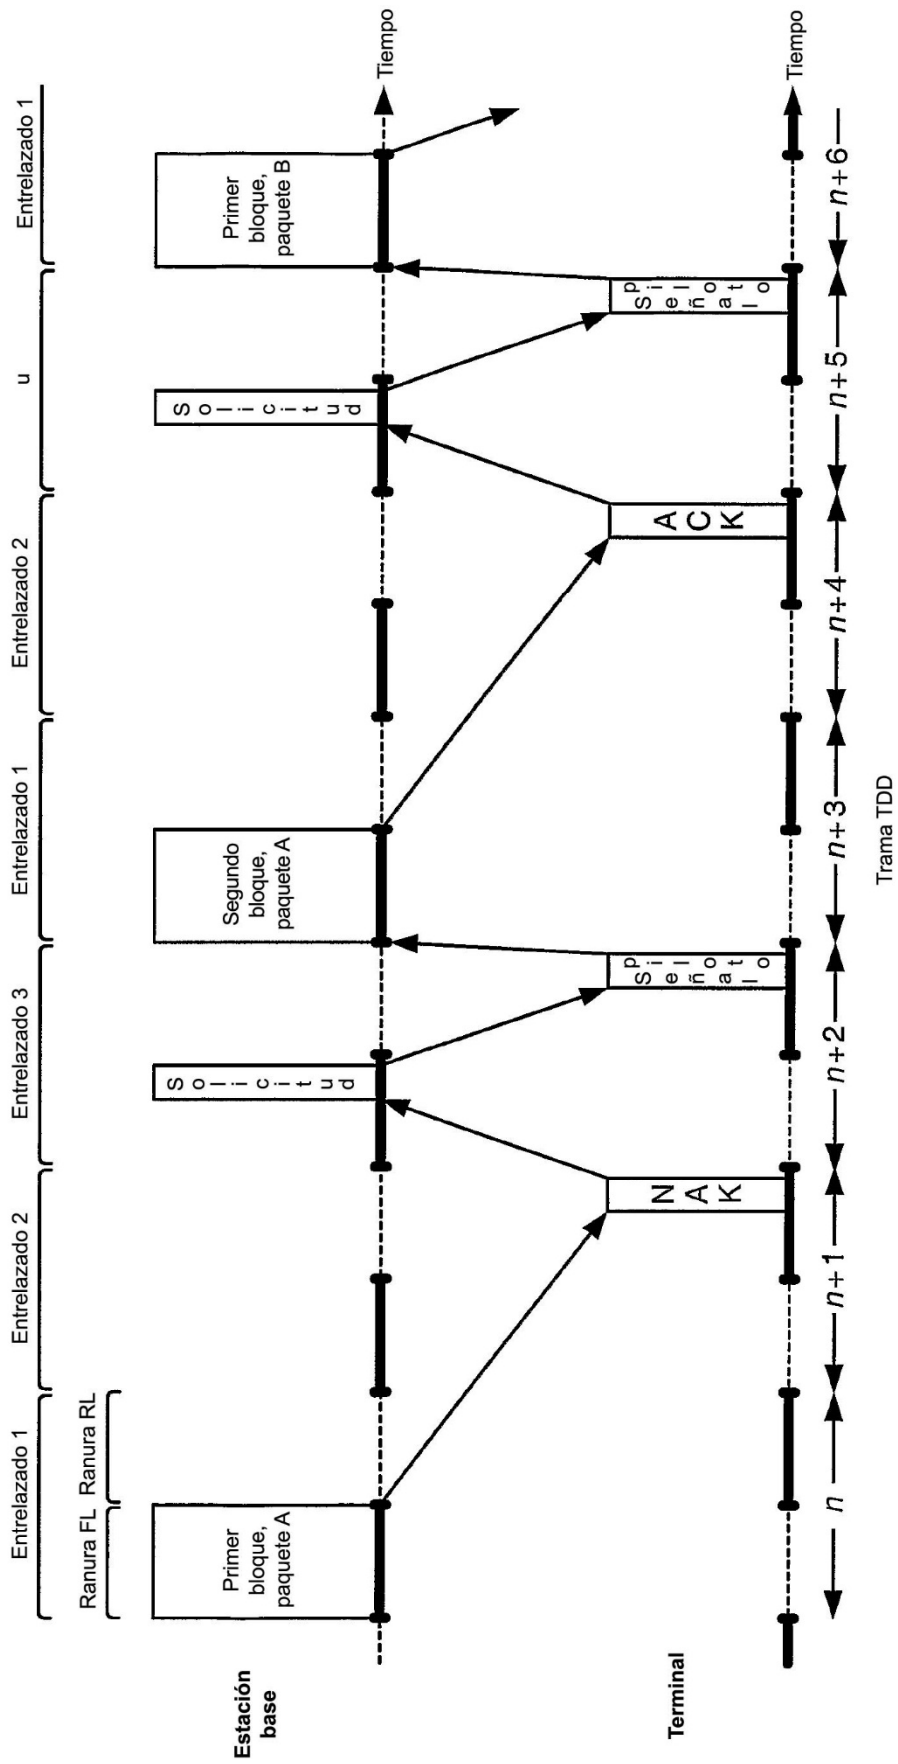 Entrelazado 1
Entrelazado 2
Entrelazado 3
Entrelazado 1
Entrelazado 2
u
Entrelazado 1
Ranura FL
Ranura RL
Estación
base
Primer
bloque,
paquete A
Solicitud
Segundo
bloque,
paquete A
Solicitud
Primer
bloque,
paquete B
Tiempo
Terminal
NAK
Señal
piloto
ACK
Señal
piloto
Tiempo
n
n+1
n+2
n+3
n+4
n+5
n+6
Trama TDD